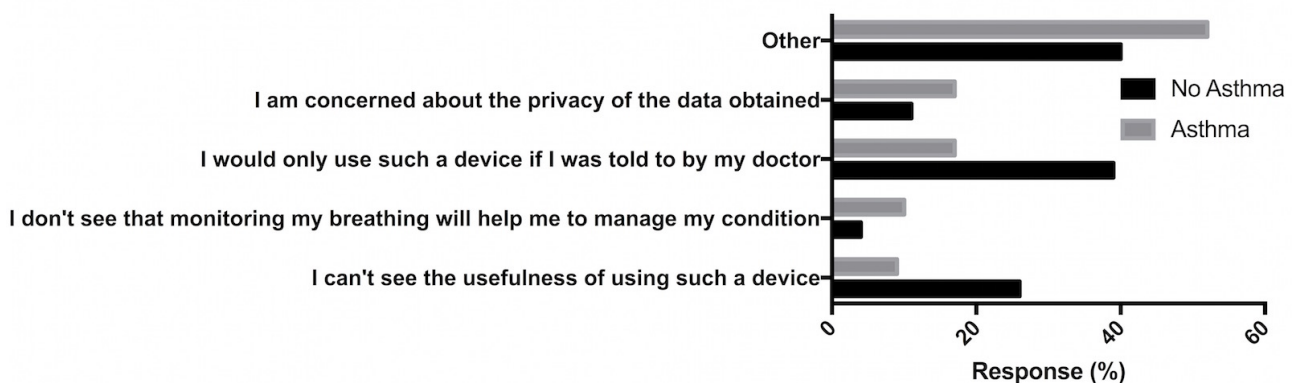 Other
I am concerned about the privacy of the data obtained
I would only use such a device if I was told to by my doctor
I don't see that monitoring my breathing will help me to manage my condition
I can't see the usefulness of using such a device
No Asthma
Asthma
0
20
40
60
Response (%)